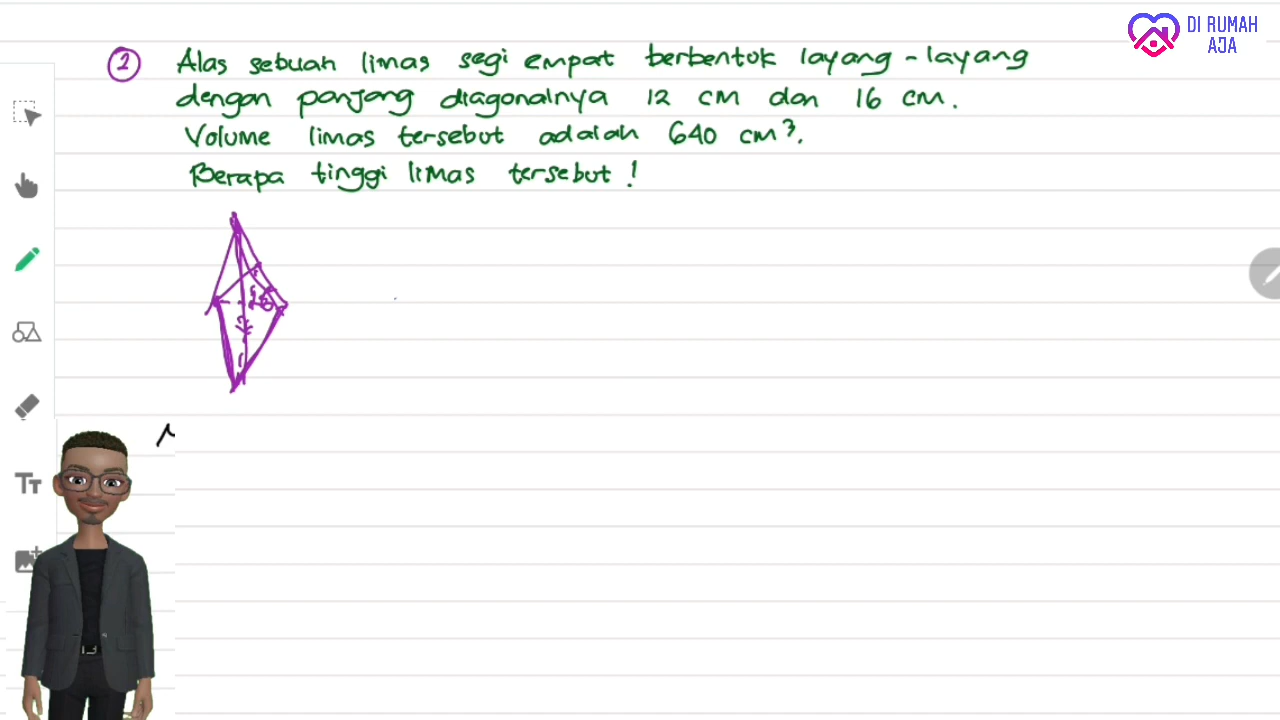 DI RUMAH
AJA
2 Alas sebuah limas segi empat berbentuk layang-layang
dengan panjang diagonalnya 12 cm dan 16 cm.
Volume limas tersebut adalah 640 cm³.
Berapa tinggi limas tersebut !
Tт